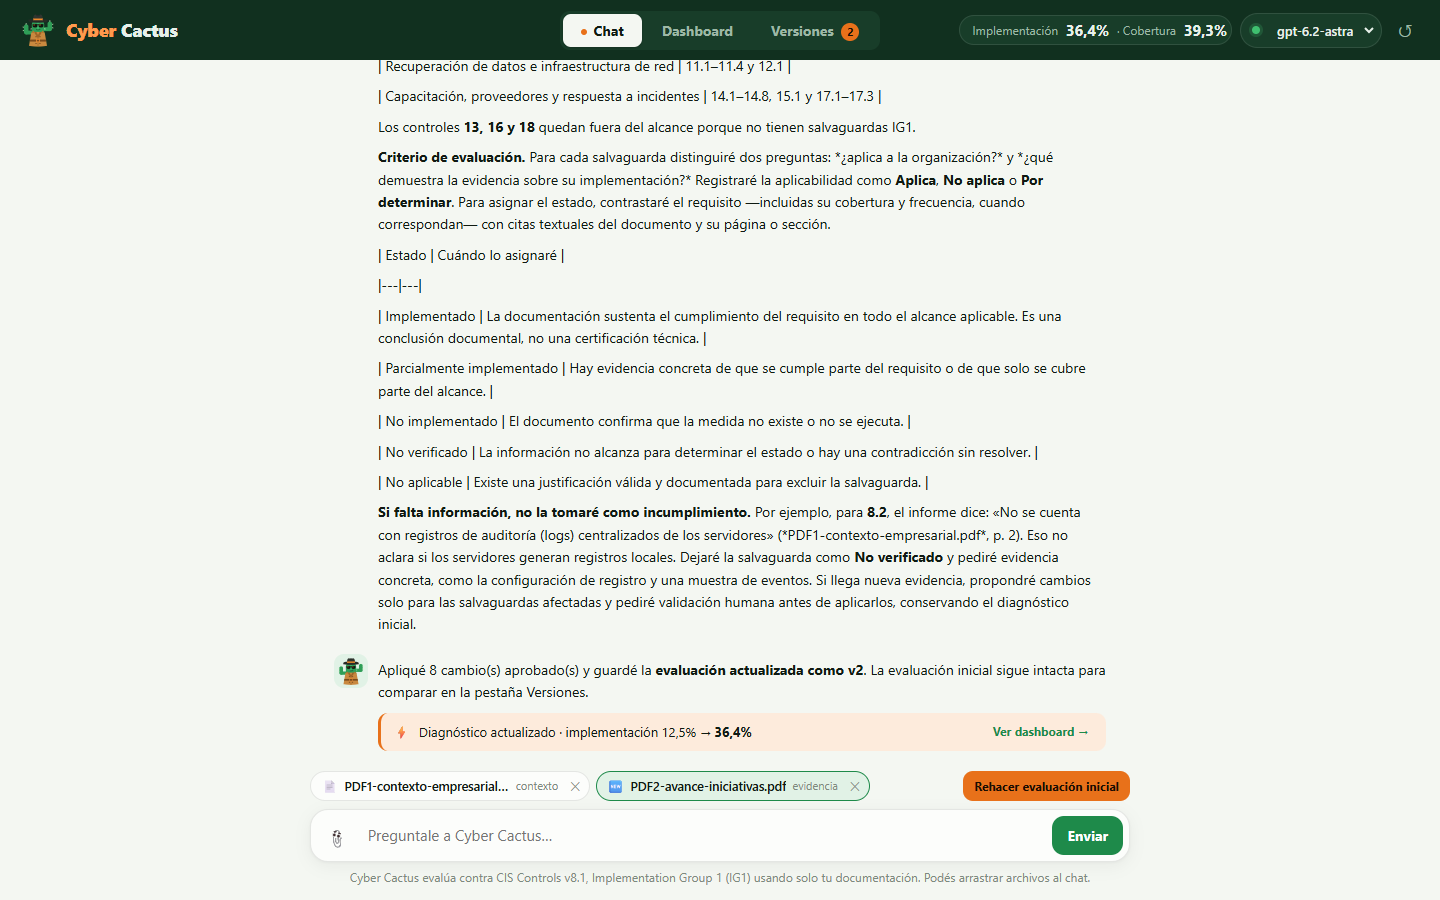 Cyber Cactus
Chat
Dashboard
Versiones 2
Implementación 36,4% · Cobertura 39,3%
gpt-6.2-astra
| Recuperación de datos e infraestructura de red | 11.1–11.4 y 12.1 |
| Capacitación, proveedores y respuesta a incidentes | 14.1–14.8, 15.1 y 17.1–17.3 |
Los controles 13, 16 y 18 quedan fuera del alcance porque no tienen salvaguardas IG1.
Criterio de evaluación. Para cada salvaguarda distinguiré dos preguntas: *¿aplica a la organización?* y *¿qué
demuestra la evidencia sobre su implementación?* Registraré la aplicabilidad como Aplica, No aplica o Por
determinar. Para asignar el estado, contrastaré el requisito —incluidas su cobertura y frecuencia, cuando
correspondan— con citas textuales del documento y su página o sección.
| Estado | Cuándo lo asignaré |
|---|---|
| Implementado | La documentación sustenta el cumplimiento del requisito en todo el alcance aplicable. Es una
conclusión documental, no una certificación técnica. |
| Parcialmente implementado | Hay evidencia concreta de que se cumple parte del requisito o de que solo se cubre
parte del alcance. |
| No implementado | El documento confirma que la medida no existe o no se ejecuta. |
| No verificado | La información no alcanza para determinar el estado o hay una contradicción sin resolver. |
| No aplicable | Existe una justificación válida y documentada para excluir la salvaguarda. |
Si falta información, no la tomaré como incumplimiento. Por ejemplo, para 8.2, el informe dice: «No se cuenta
con registros de auditoría (logs) centralizados de los servidores» (*PDF1-contexto-empresarial.pdf*, p. 2). Eso no
aclara si los servidores generan registros locales. Dejaré la salvaguarda como No verificado y pediré evidencia
concreta, como la configuración de registro y una muestra de eventos. Si llega nueva evidencia, propondré cambios
solo para las salvaguardas afectadas y pediré validación humana antes de aplicarlos, conservando el diagnóstico
inicial.
Apliqué 8 cambio(s) aprobado(s) y guardé la evaluación actualizada como v2. La evaluación inicial sigue intacta para
comparar en la pestaña Versiones.
Diagnóstico actualizado · implementación 12,5% → 36,4%
Ver dashboard →
PDF1-contexto-empresarial... contexto
NEW PDF2-avance-iniciativas.pdf evidencia
Rehacer evaluación inicial
Preguntale a Cyber Cactus...
Enviar
Cyber Cactus evalúa contra CIS Controls v8.1, Implementation Group 1 (IG1) usando solo tu documentación. Podés arrastrar archivos al chat.